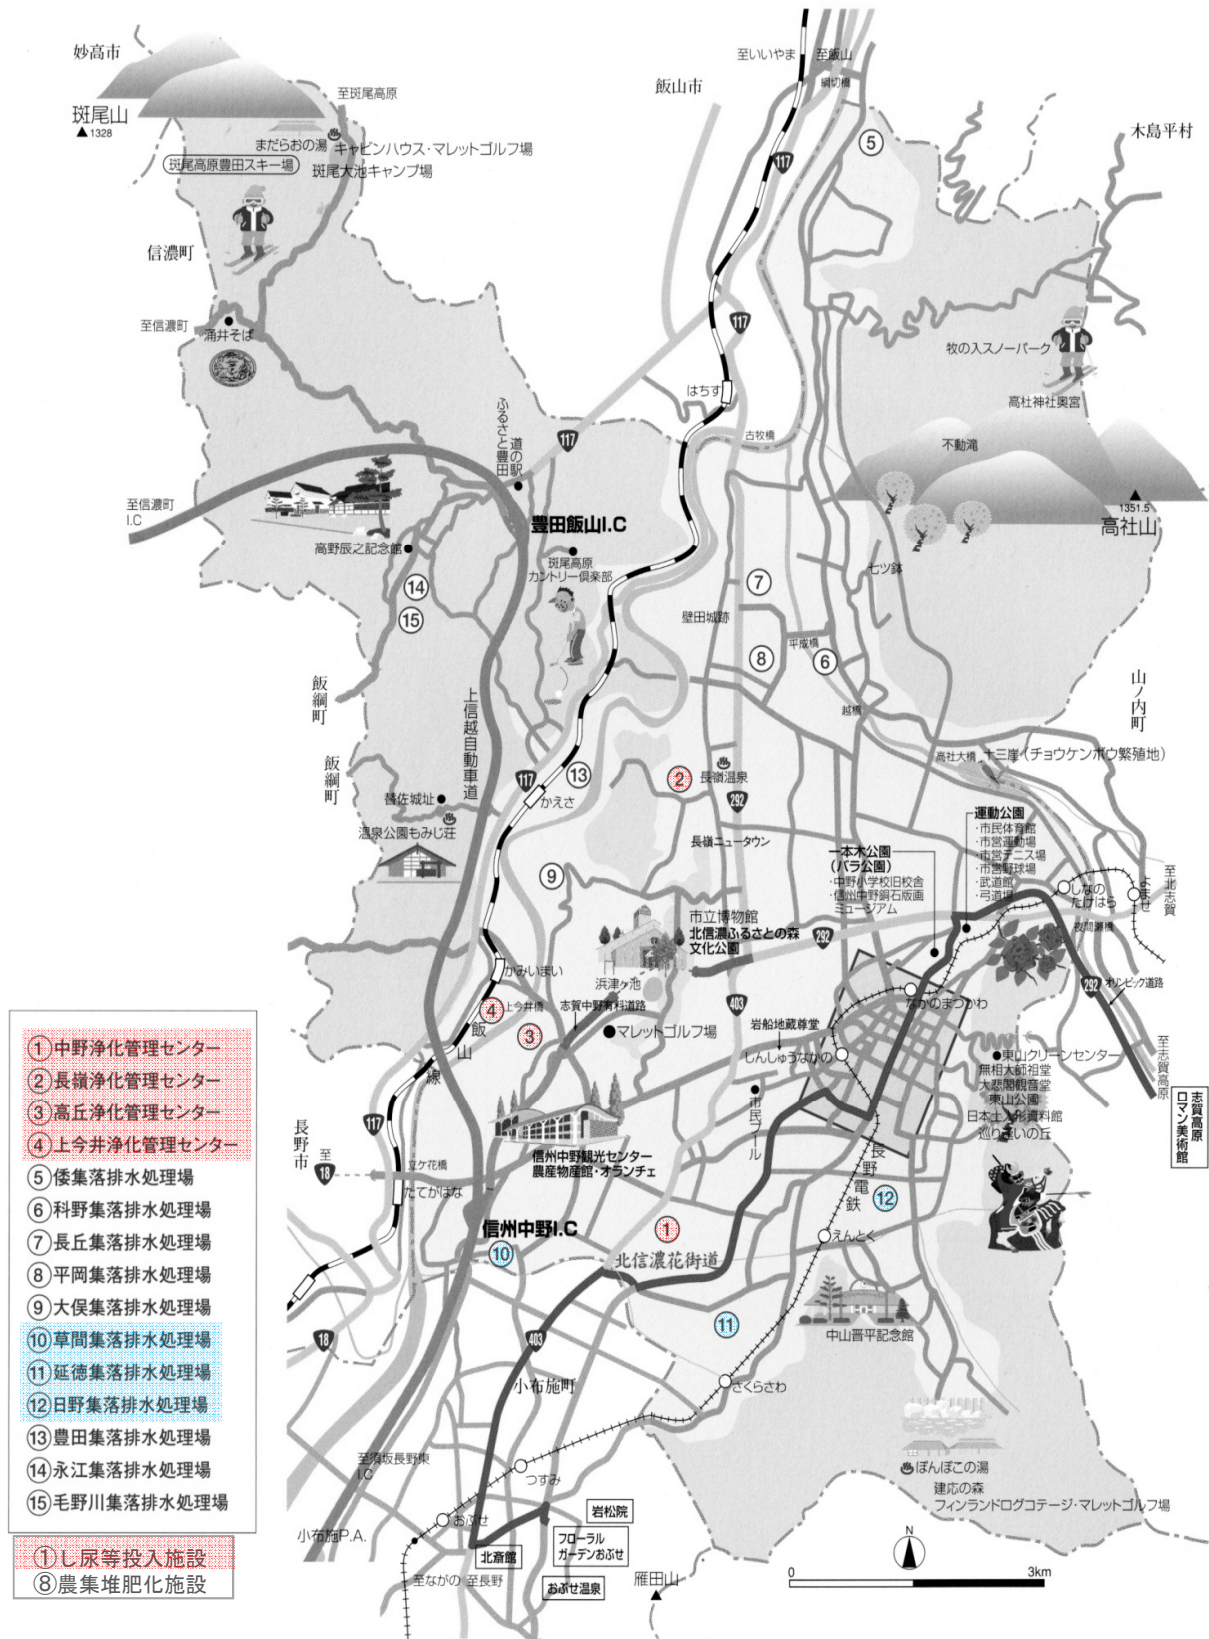 妙高市
斑尾山
▲1328
至斑尾高原
まだらおの湯
キャビンハウス・マレットゴルフ場
斑尾高原豊田スキー場
斑尾大池キャンプ場
信濃町
至信濃町
涌井そば
至いいやま
至飯山
綱切橋
飯山市
⑤
木島平村
117
117
はちす
古牧橋
牧の入スノーパーク
高杜神社奥宮
不動滝
▲
1351.5
高社山
七ツ鉢
117
道の駅
ふるさと豊田
至信濃町
I.C
豊田飯山I.C
高野辰之記念館
斑尾高原
カントリー倶楽部
⑭
⑮
⑦
壁田城跡
⑧
平成橋
⑥
越橋
山ノ内町
飯綱町
飯綱町
上信越自動車道
高社大橋
十三崖(チョウゲンボウ繁殖地)
117
⑬
かえさ
②
長嶺温泉
292
替佐城址
温泉公園もみじ荘
長嶺ニュータウン
運動公園
・市民体育館
・市営運動場
・市営テニス場
・市営野球場
・武道館
・弓道場
一本木公園
(バラ公園)
・中野小学校旧校舎
・信州中野銅石版画
ミュージアム
しなの
たけはら
よませ
至北志賀
夜間瀬橋
⑨
市立博物館
北信濃ふるさとの森
文化公園
292
292
オリンピック道路
かみいまい
浜津ヶ池
なかのまつかわ
④
上今井橋
志賀中野有料道路
403
③
マレットゴルフ場
岩船地蔵尊堂
しんしゅうなかの
東山クリーンセンター
無相大師祖堂
大悲閣観音堂
東山公園
日本土人形資料館
巡り逢いの丘
至志賀高原
志賀高原
ロマン美術館
飯山線
市民プール
①中野浄化管理センター
②長嶺浄化管理センター
③高丘浄化管理センター
④上今井浄化管理センター
⑤倭集落排水処理場
⑥科野集落排水処理場
⑦長丘集落排水処理場
⑧平岡集落排水処理場
⑨大俣集落排水処理場
⑩草間集落排水処理場
⑪延徳集落排水処理場
⑫日野集落排水処理場
⑬豊田集落排水処理場
⑭永江集落排水処理場
⑮毛野川集落排水処理場
①し尿等投入施設
⑧農集堆肥化施設
長野市
至
18
117
立ケ花橋
たてがはな
信州中野観光センター
農産物産館・オランチェ
長野電鉄
⑫
信州中野I.C
⑩
①
北信濃花街道
えんとく
⑪
中山晋平記念館
18
403
小布施町
さくらさわ
至須坂長野東
I.C
つすみ
ぽんぽこの湯
建応の森
フィンランドログコテージ・マレットゴルフ場
おぶせ
小布施P.A.
岩松院
フローラル
ガーデンおぶせ
北斎館
至ながの
至長野
おぶせ温泉
雁田山
▲
N
0
3km